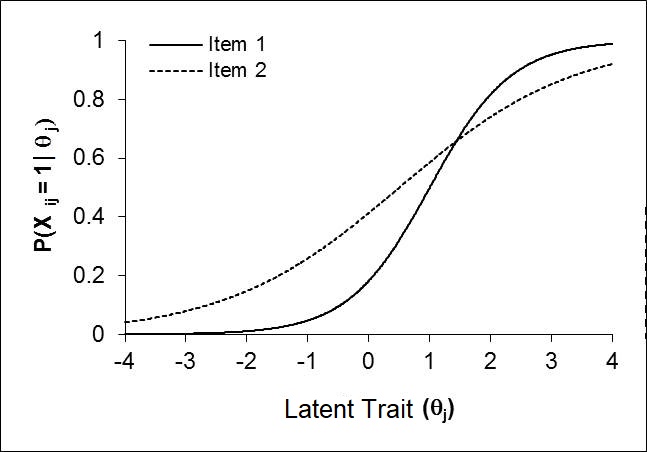 1
Item 1
Item 2
0.8
0.6
0.4
0.2
0
P(X ij = 1 | θ j)
-4 -3 -2 -1 0 1 2 3 4
Latent Trait (θj)